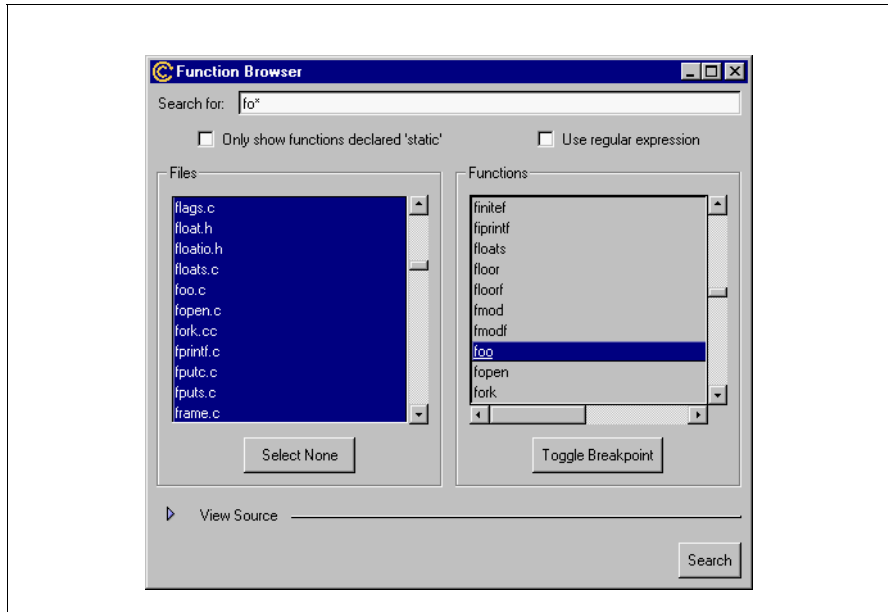 Function Browser
Search for: fo*
Only show functions declared 'static'
Use regular expression
Files
flags.c
float.h
floatio.h
floats.c
foo.c
fopen.c
fork.cc
fprintf.c
fputc.c
fputs.c
frame.c
Select None
Functions
finitef
fiprintf
floats
floor
floorf
fmod
fmodf
foo
fopen
fork
Toggle Breakpoint
View Source
Search